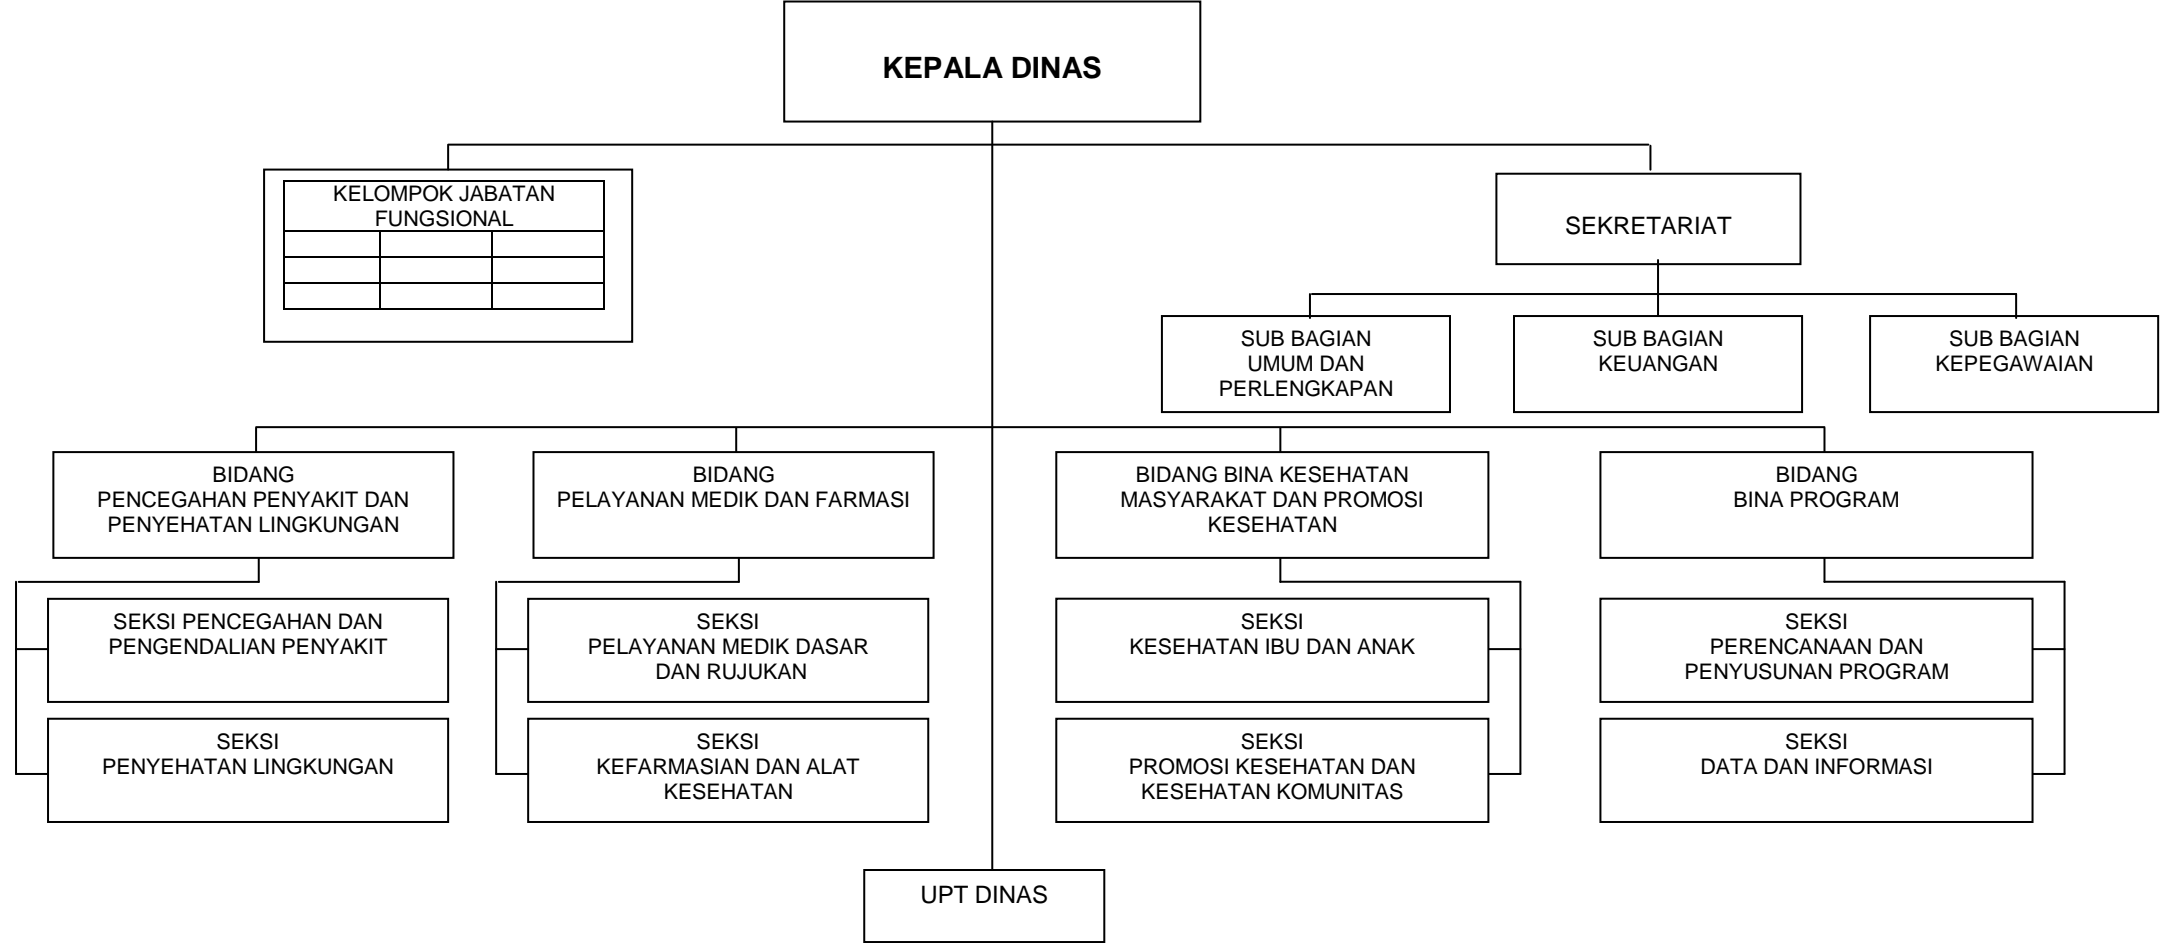 KEPALA DINAS
KELOMPOK JABATAN
FUNGSIONAL
SEKRETARIAT
SUB BAGIAN
UMUM DAN
PERLENGKAPAN
SUB BAGIAN
KEUANGAN
SUB BAGIAN
KEPEGAWAIAN
BIDANG
PENCEGAHAN PENYAKIT DAN
PENYEHATAN LINGKUNGAN
BIDANG
PELAYANAN MEDIK DAN FARMASI
BIDANG BINA KESEHATAN
MASYARAKAT DAN PROMOSI
KESEHATAN
BIDANG
BINA PROGRAM
SEKSI PENCEGAHAN DAN
PENGENDALIAN PENYAKIT
SEKSI
PELAYANAN MEDIK DASAR
DAN RUJUKAN
SEKSI
KESEHATAN IBU DAN ANAK
SEKSI
PERENCANAAN DAN
PENYUSUNAN PROGRAM
SEKSI
PENYEHATAN LINGKUNGAN
SEKSI
KEFARMASIAN DAN ALAT
KESEHATAN
SEKSI
PROMOSI KESEHATAN DAN
KESEHATAN KOMUNITAS
SEKSI
DATA DAN INFORMASI
UPT DINAS